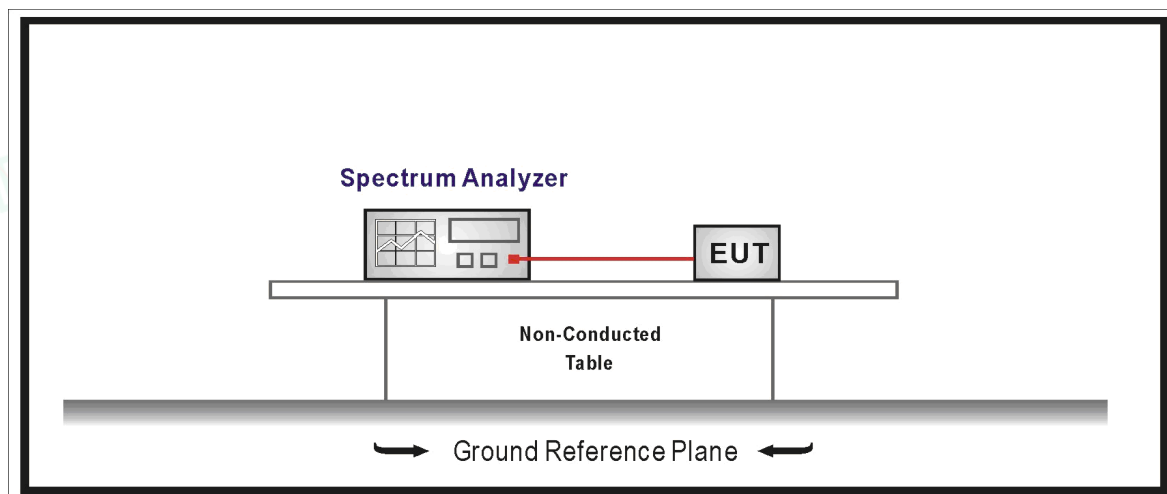 Spectrum Analyzer
EUT
Non-Conducted
Table
Ground Reference Plane